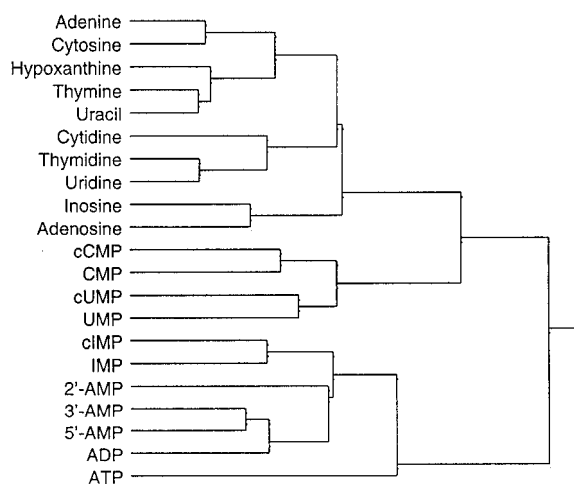 Adenine
Cytosine
Hypoxanthine
Thymine
Uracil
Cytidine
Thymidine
Uridine
Inosine
Adenosine
cCMP
CMP
cUMP
UMP
cIMP
IMP
2'-AMP
3'-AMP
5'-AMP
ADP
ATP